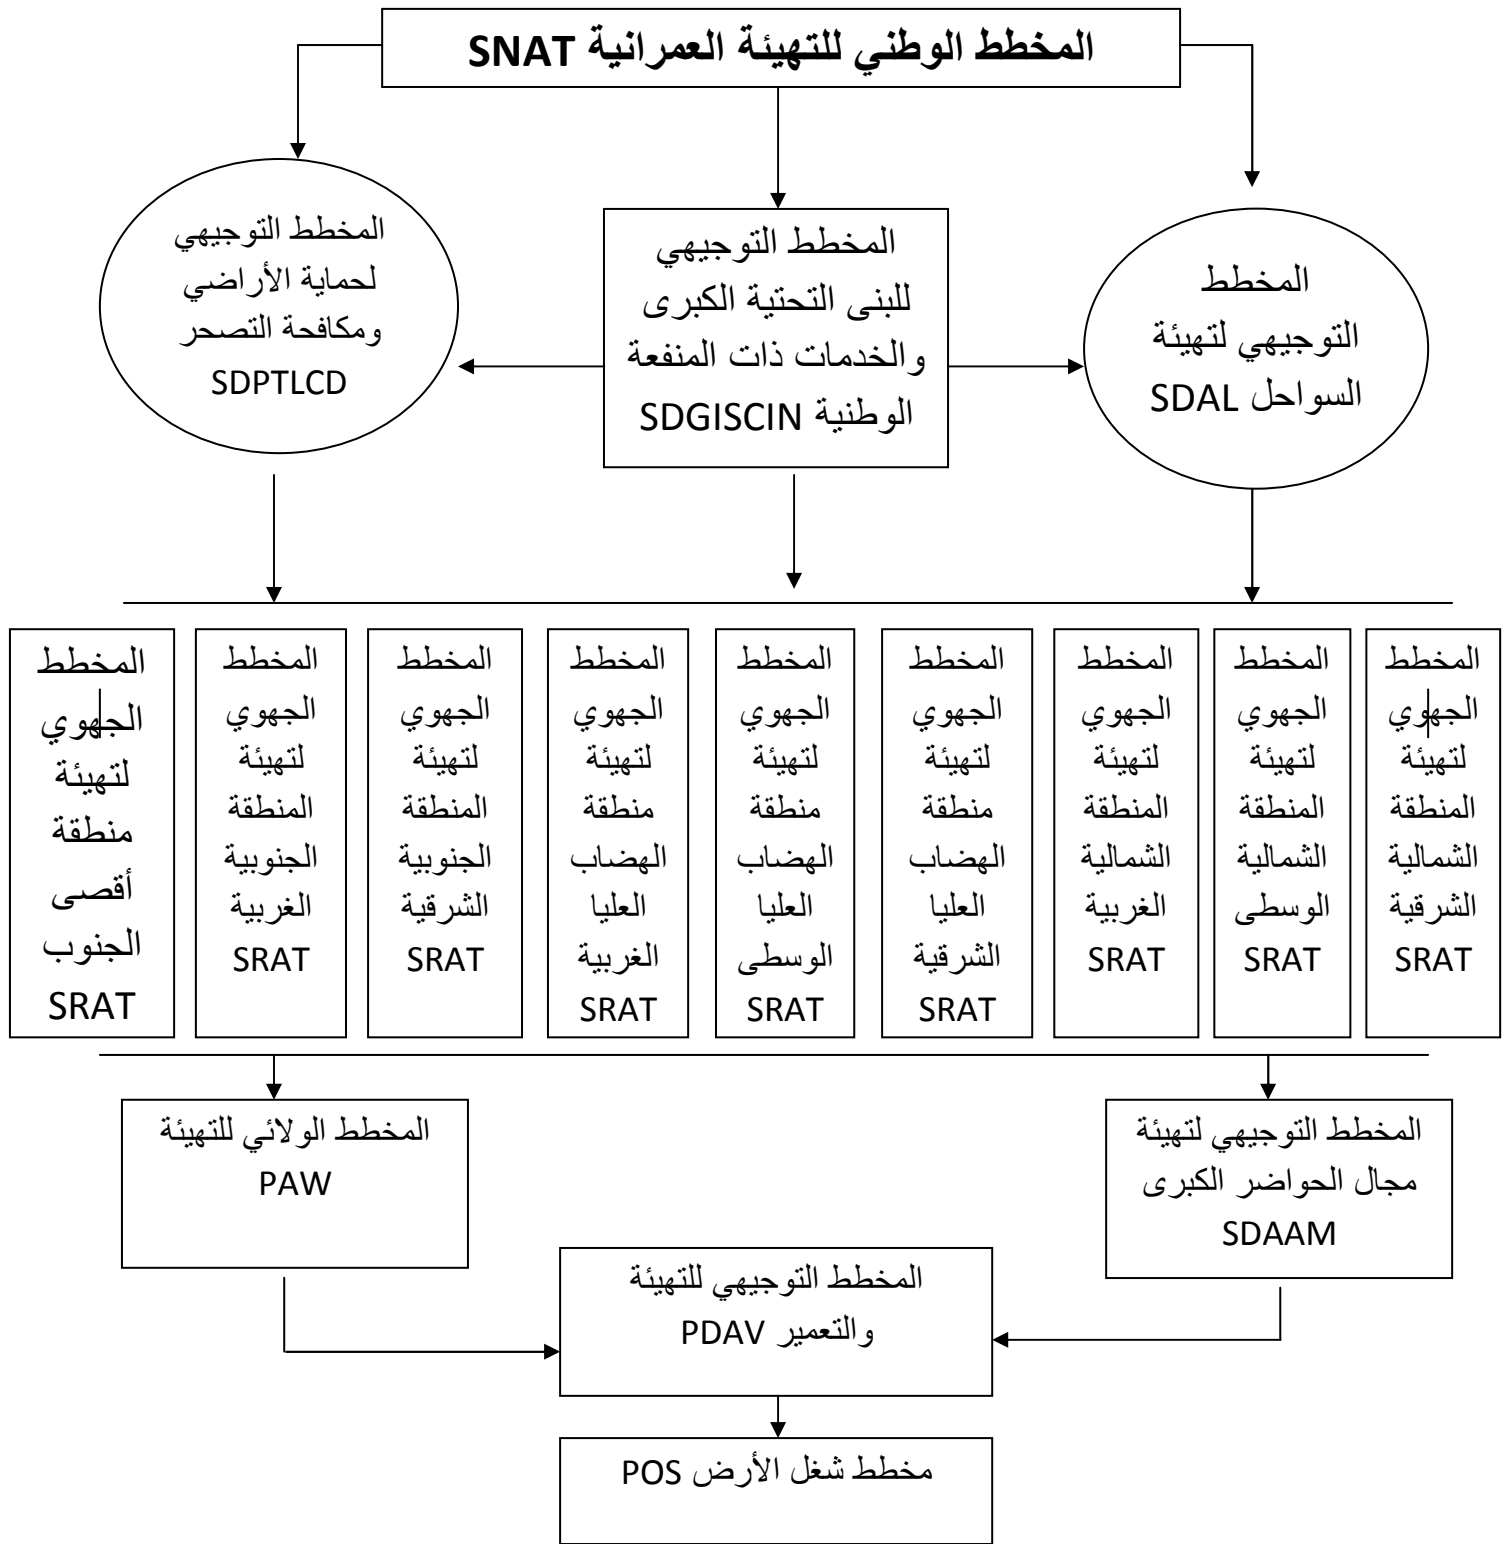 المخطط الوطني للتهيئة العمرانية SNAT
المخطط
التوجيهي لتهيئة
السواحل SDAL
المخطط التوجيهي
للبنى التحتية الكبرى
والخدمات ذات المنفعة
الوطنية SDGISCIN
المخطط التوجيهي
لحماية الأراضي
ومكافحة التصحر
SDPTLCD
المخطط
الجهوي
لتهيئة
المنطقة
الشمالية
الشرقية
SRAT
المخطط
الجهوي
لتهيئة
المنطقة
الشمالية
الوسطى
SRAT
المخطط
الجهوي
لتهيئة
المنطقة
الشمالية
الغربية
SRAT
المخطط
الجهوي
لتهيئة
منطقة
الهضاب
العليا
الشرقية
SRAT
المخطط
الجهوي
لتهيئة
منطقة
الهضاب
العليا
الوسطى
SRAT
المخطط
الجهوي
لتهيئة
منطقة
الهضاب
العليا
الغربية
SRAT
المخطط
الجهوي
لتهيئة
المنطقة
الجنوبية
الشرقية
SRAT
المخطط
الجهوي
لتهيئة
المنطقة
الجنوبية
الغربية
SRAT
المخطط
الجهوي
لتهيئة
منطقة
أقصى
الجنوب
SRAT
المخطط التوجيهي لتهيئة
مجال الحواضر الكبرى
SDAAM
المخطط الولائي للتهيئة
PAW
المخطط التوجيهي للتهيئة
والتعمير PDAV
مخطط شغل الأرض POS